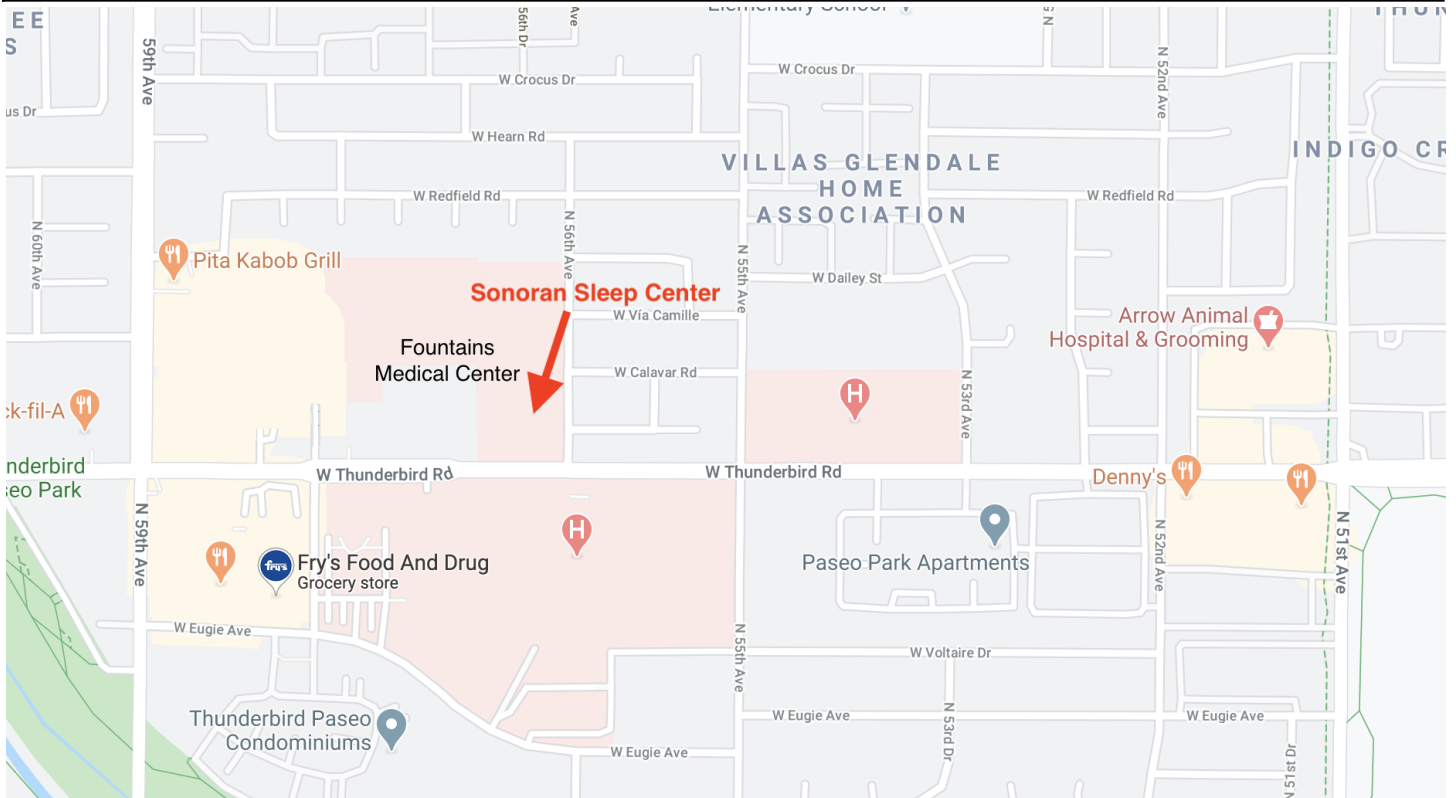 EE
S
59th Ave
56th Dr
Ave
Elementary School
N
W Crocus Dr
W Crocus Dr
N 52nd Ave
us Dr
W Hearn Rd
VILLAS GLENDALE
HOME
ASSOCIATION
INDIGO CR
W Redfield Rd
W Redfield Rd
N 60th Ave
N 56th Ave
N 55th Ave
Pita Kabob Grill
W Dailey St
Sonoran Sleep Center
W Vía Camille
Arrow Animal
Hospital & Grooming
Fountains
Medical Center
W Calavar Rd
H
N 53rd Ave
ck-fil-A
nderbird
seo Park
W Thunderbird Rd
W Thunderbird Rd
Denny's
N 59th Ave
H
N 52nd Ave
N 51st Ave
fry's
Fry's Food And Drug
Grocery store
Paseo Park Apartments
W Eugie Ave
N 55th Ave
W Voltaire Dr
Thunderbird Paseo
Condominiums
W Eugie Ave
N 53rd Dr
W Eugie Ave
W Eugie Ave
N 51st Dr